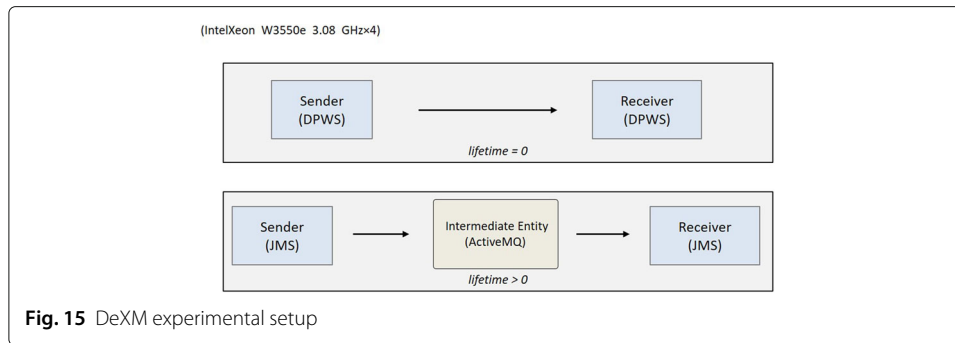 (IntelXeon W3550e 3.08 GHz×4)
Sender
(DPWS)
Receiver
(DPWS)
lifetime = 0
Sender
(JMS)
Intermediate Entity
(ActiveMQ)
Receiver
(JMS)
lifetime > 0
Fig. 15 DeXM experimental setup